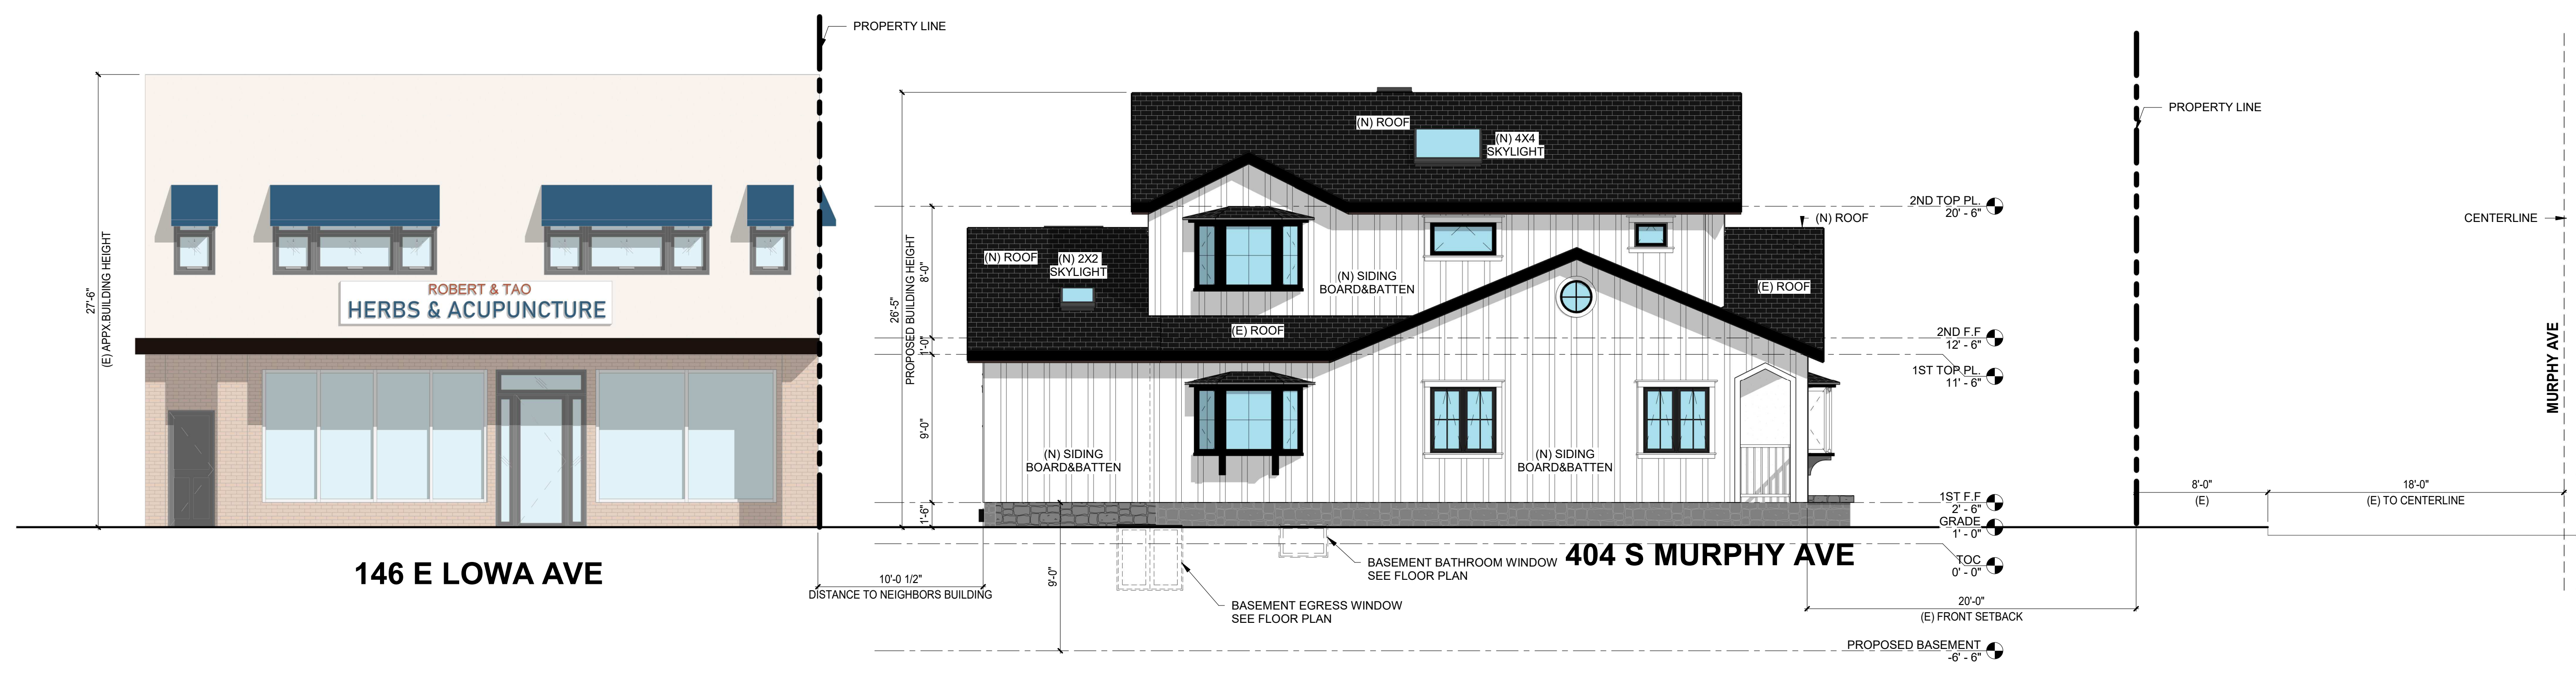 PROPERTY LINE
27'-6"
(E) APPX.BUILDING HEIGHT
ROBERT & TAO
HERBS & ACUPUNCTURE
146 E LOWA AVE
26'-5"
PROPOSED BUILDING HEIGHT
8'-0"
1'-0"
9'-0"
1'-6"
9'-0"
10'-0 1/2"
DISTANCE TO NEIGHBORS BUILDING
(N) ROOF
(N) 4X4
SKYLIGHT
(N) ROOF
(N) 2X2
SKYLIGHT
(N) SIDING
BOARD&BATTEN
(E) ROOF
(N) ROOF
(E) ROOF
(N) SIDING
BOARD&BATTEN
(N) SIDING
BOARD&BATTEN
BASEMENT BATHROOM WINDOW
SEE FLOOR PLAN
BASEMENT EGRESS WINDOW
SEE FLOOR PLAN
404 S MURPHY AVE
2ND TOP PL.
20' - 6"
2ND F.F
12' - 6"
1ST TOP PL.
11' - 6"
1ST F.F
2' - 6"
GRADE
1' - 0"
TOC
0' - 0"
PROPOSED BASEMENT
-6' - 6"
20'-0"
(E) FRONT SETBACK
PROPERTY LINE
CENTERLINE
MURPHY AVE
8'-0"
(E)
18'-0"
(E) TO CENTERLINE